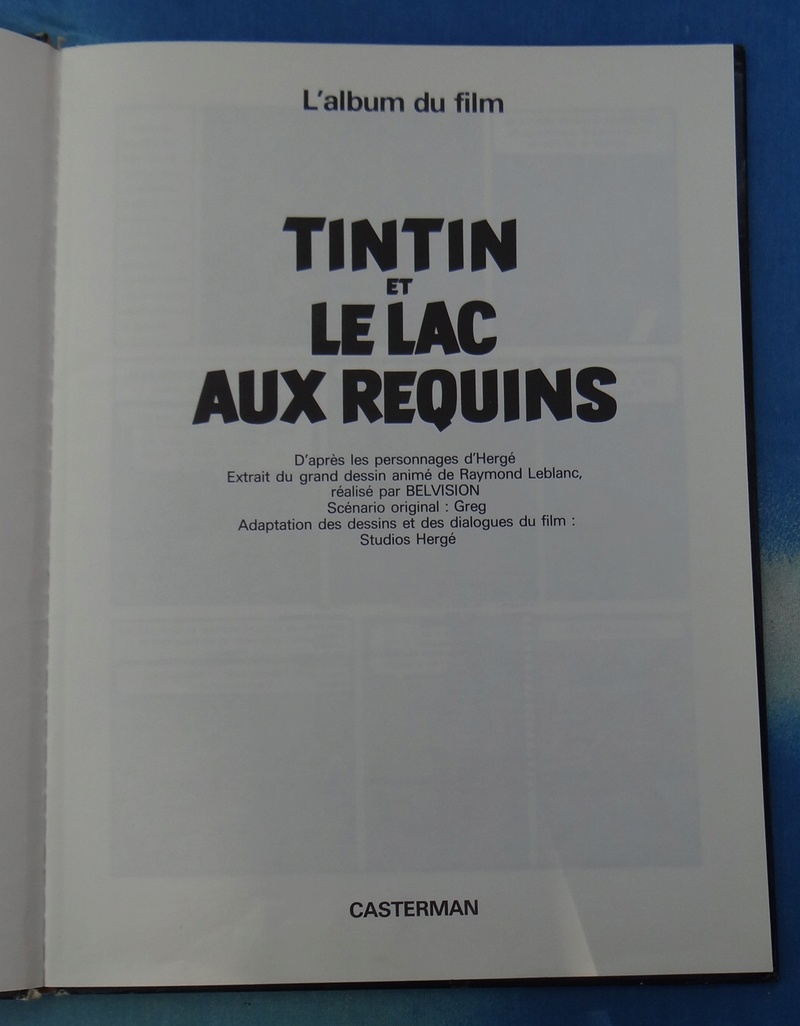 L'album du film
TINTIN
ET
LE LAC
AUX REQUINS
D'après les personnages d'Hergé
Extrait du grand dessin animé de Raymond Leblanc,
réalisé par BELVISION
Scénario original : Greg
Adaptation des dessins et des dialogues du film :
Studios Hergé
CASTERMAN